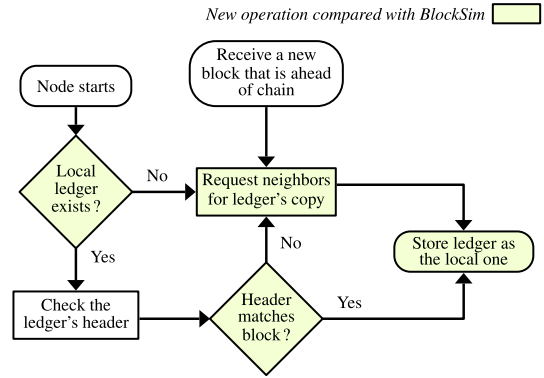 New operation compared with BlockSim
Receive a new
block that is ahead
of chain
Node starts
Local
ledger
exists?
No
Request neighbors
for ledger's copy
Yes
No
Store ledger as
the local one
Check the
ledger's header
Header
matches
block?
Yes